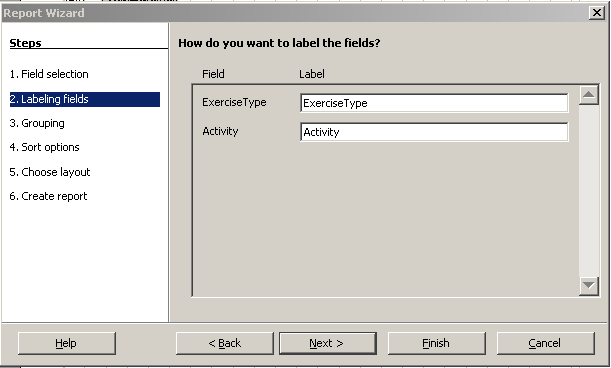 Report Wizard
Steps
1. Field selection
2. Labeling fields
3. Grouping
4. Sort options
5. Choose layout
6. Create report
How do you want to label the fields?
Field Label
ExerciseType ExerciseType
Activity Activity
Help < Back Next > Finish Cancel